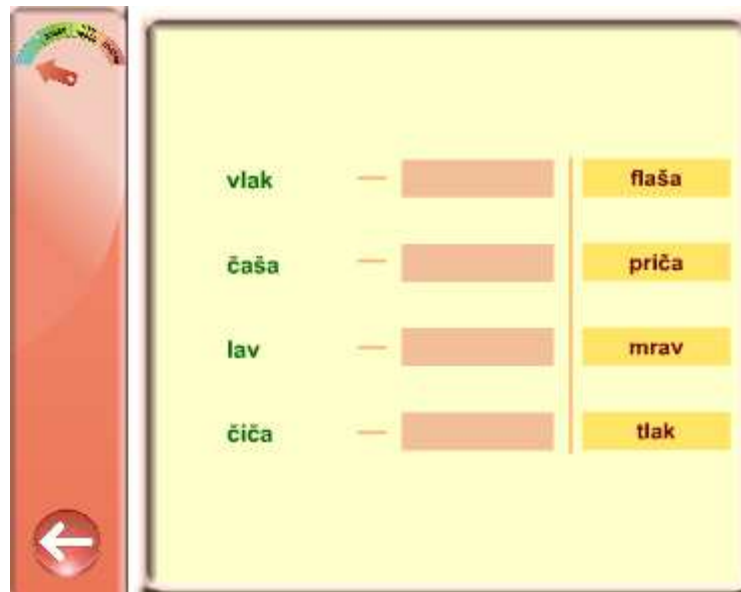 vlak — flaša
čaša — priča
lav — mrav
čiča — tlak